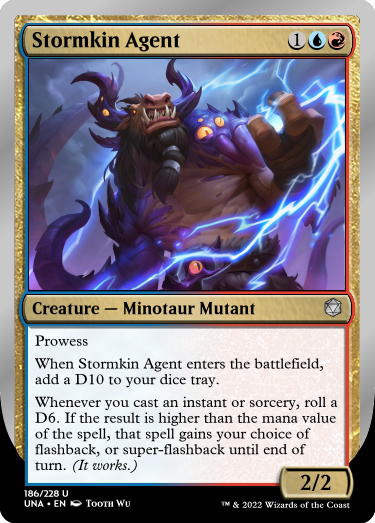 Stormkin Agent 1
Creature — Minotaur Mutant
Prowess
When Stormkin Agent enters the battlefield,
add a D10 to your dice tray.
Whenever you cast an instant or sorcery, roll a
D6. If the result is higher than the mana value
of the spell, that spell gains your choice of
flashback, or super-flashback until end of
turn. (It works.)
2/2
186/228 U
UNA • EN Tooth Wu
™ & 2022 Wizards of the Coast